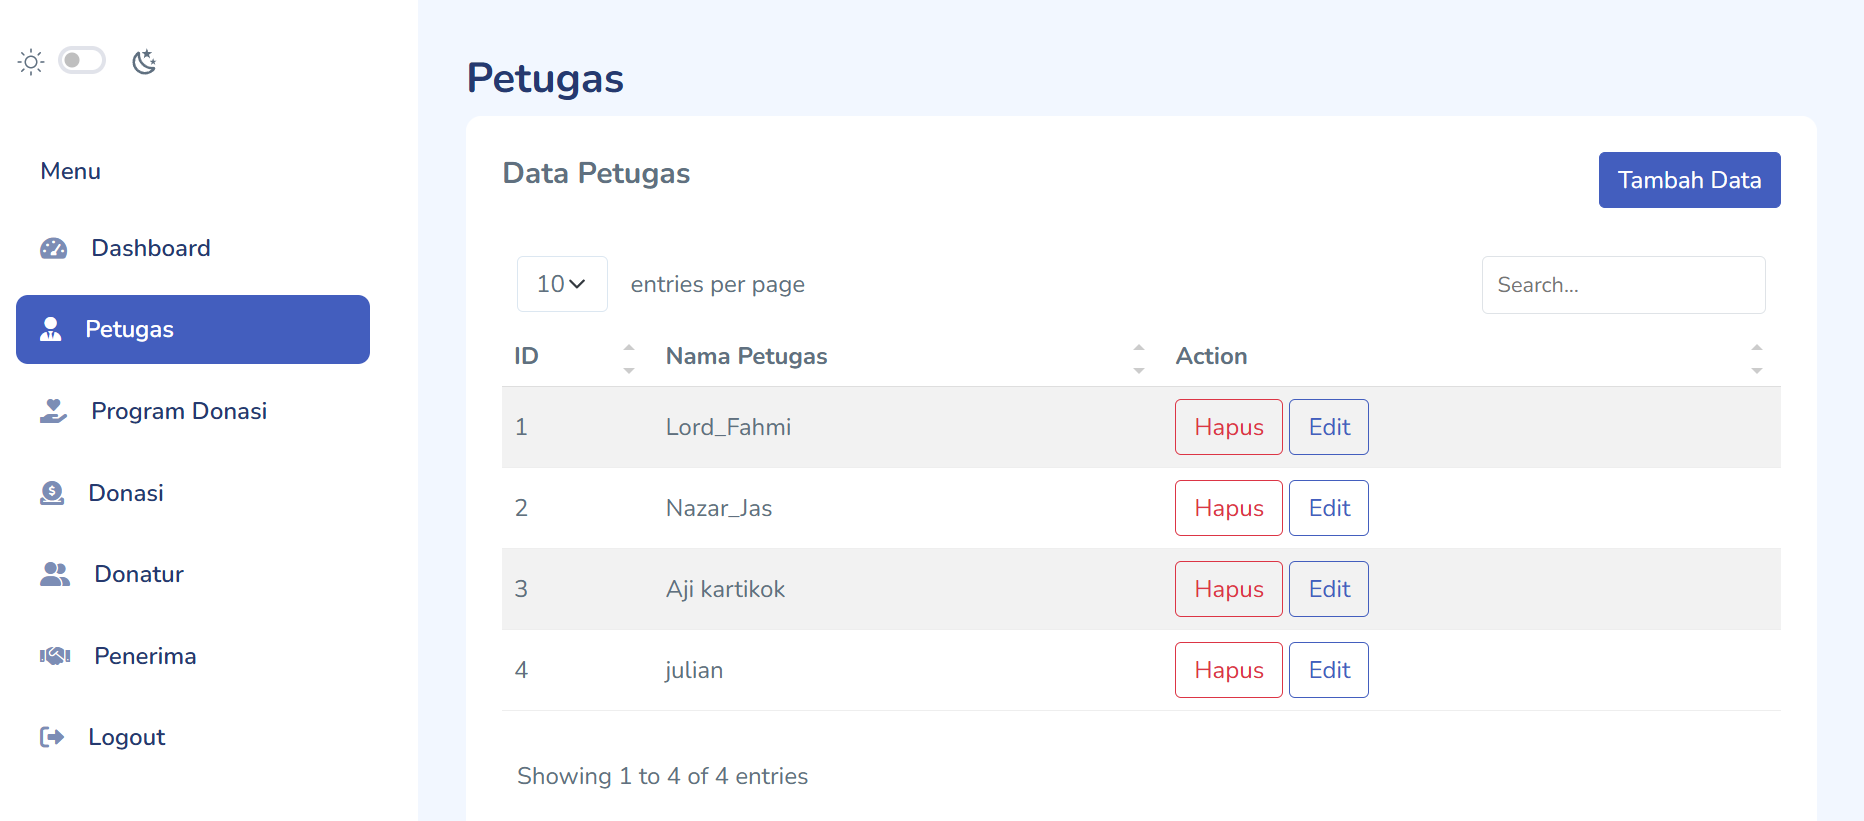 Menu
Dashboard
Petugas
Program Donasi
Donasi
Donatur
Penerima
Logout
Petugas
Data Petugas
Tambah Data
10 entries per page
Search...
ID Nama Petugas Action
1 Lord_Fahmi Hapus Edit
2 Nazar_Jas Hapus Edit
3 Aji kartikok Hapus Edit
4 julian Hapus Edit
Showing 1 to 4 of 4 entries